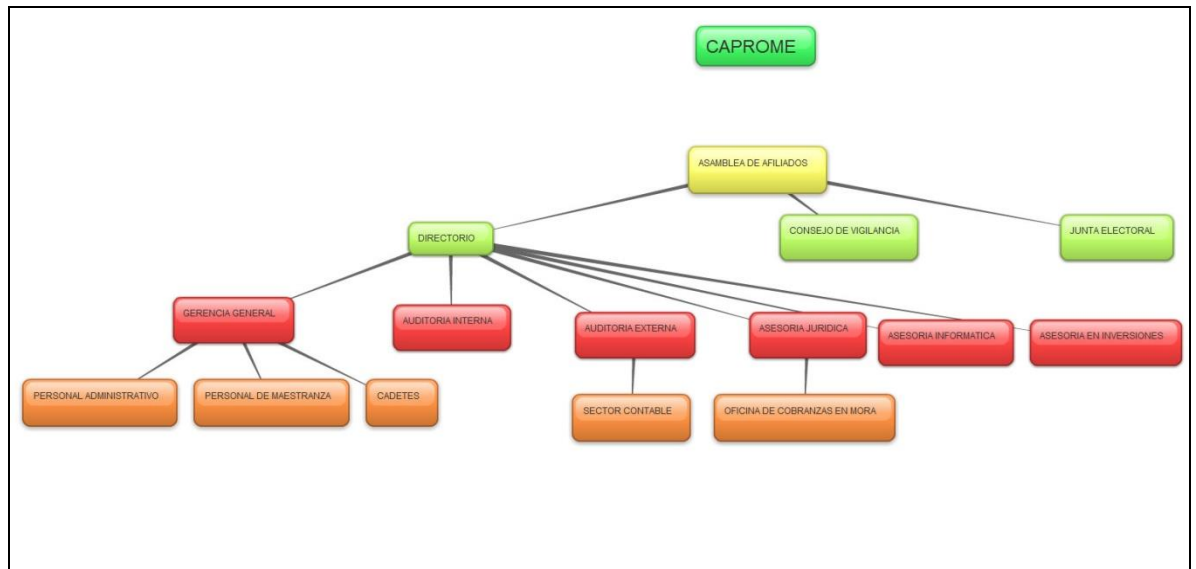 CAPROME
ASAMBLEA DE AFILIADOS
DIRECTORIO
CONSEJO DE VIGILANCIA
JUNTA ELECTORAL
GERENCIA GENERAL
AUDITORIA INTERNA
AUDITORIA EXTERNA
ASESORIA JURIDICA
ASESORIA INFORMATICA
ASESORIA EN INVERSIONES
PERSONAL ADMINISTRATIVO
PERSONAL DE MAESTRANZA
CADETES
SECTOR CONTABLE
OFICINA DE COBRANZAS EN MORA